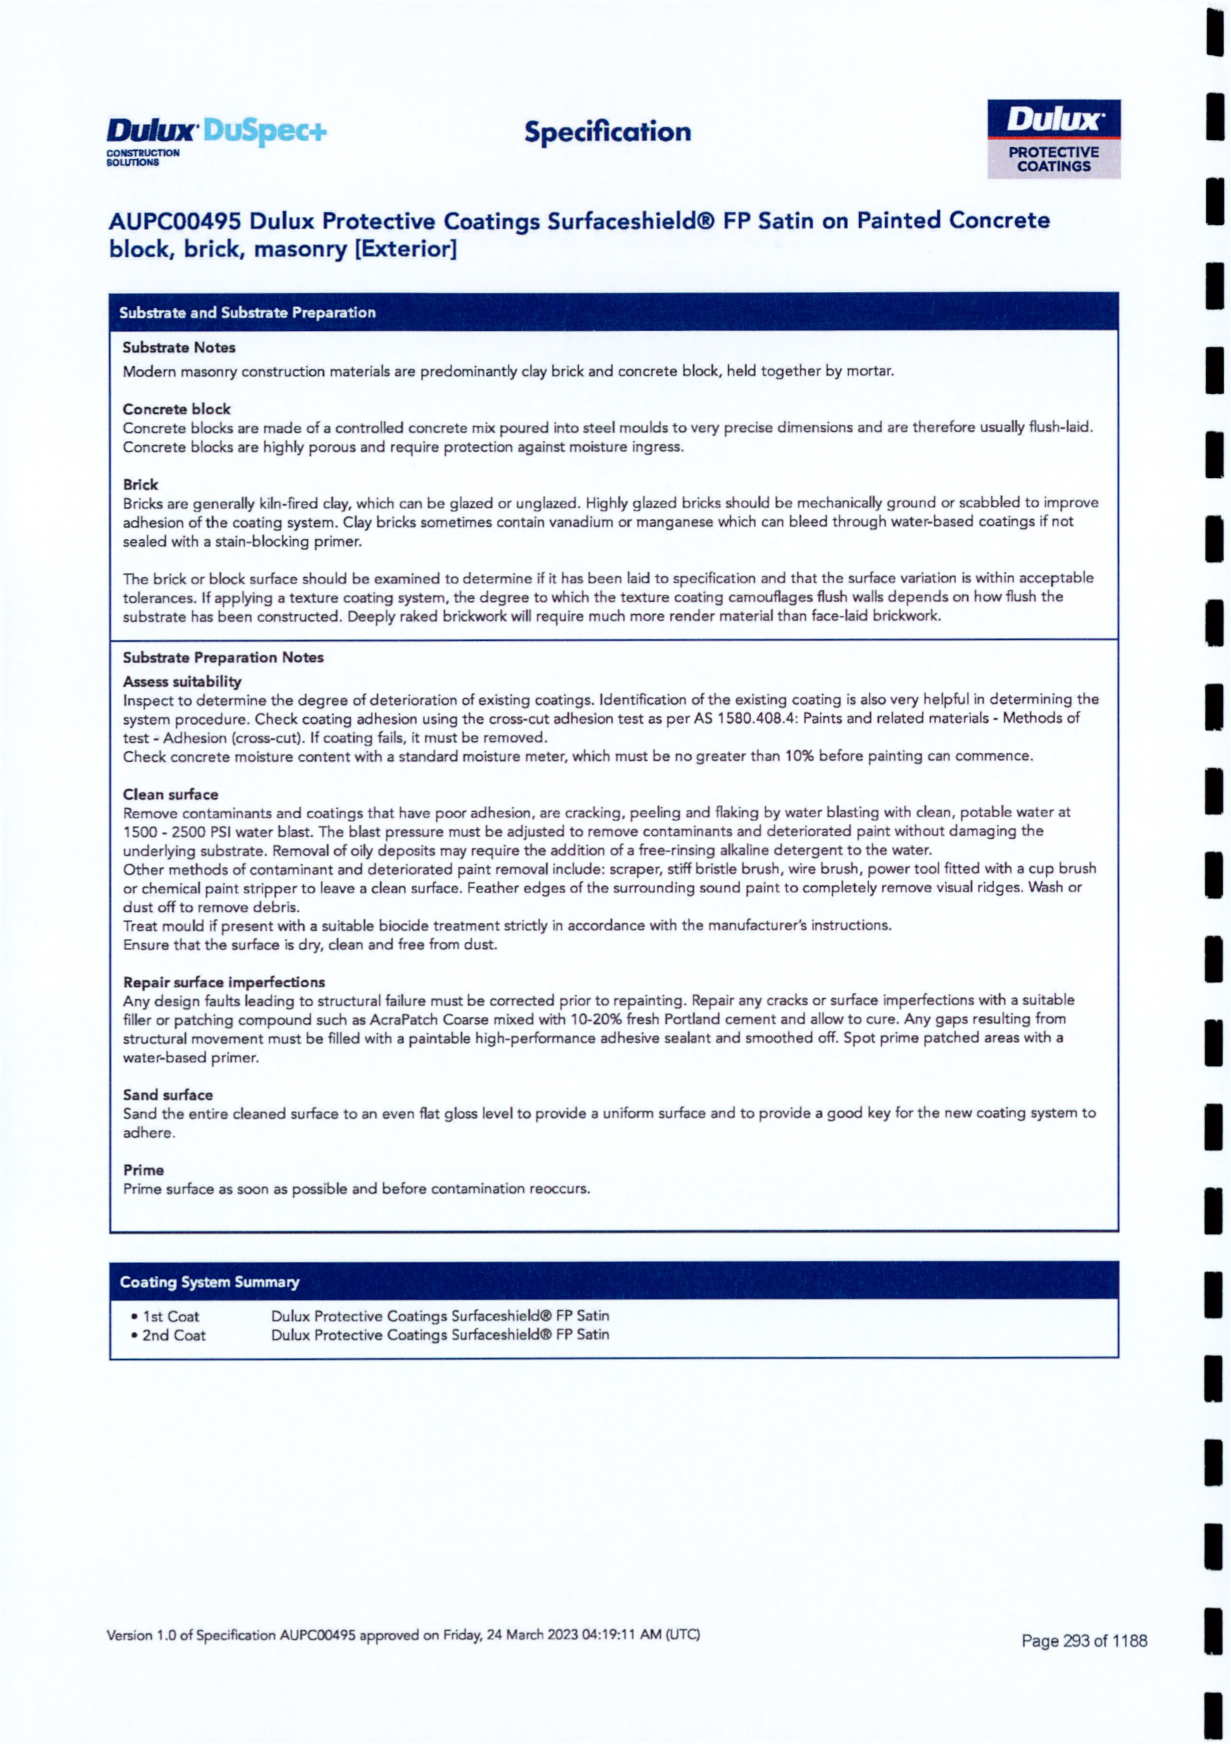 Dulux DuSpec+
CONSTRUCTION
SOLUTIONS
Specification
Dulux
PROTECTIVE
COATINGS
AUPC00495 Dulux Protective Coatings Surfaceshield® FP Satin on Painted Concrete
block, brick, masonry [Exterior]
Substrate and Substrate Preparation
Substrate Notes
Modern masonry construction materials are predominantly clay brick and concrete block, held together by mortar.
Concrete block
Concrete blocks are made of a controlled concrete mix poured into steel moulds to very precise dimensions and are therefore usually flush-laid.
Concrete blocks are highly porous and require protection against moisture ingress.
Brick
Bricks are generally kiln-fired clay, which can be glazed or unglazed. Highly glazed bricks should be mechanically ground or scabbled to improve
adhesion of the coating system. Clay bricks sometimes contain vanadium or manganese which can bleed through water-based coatings if not
sealed with a stain-blocking primer.
The brick or block surface should be examined to determine if it has been laid to specification and that the surface variation is within acceptable
tolerances. If applying a texture coating system, the degree to which the texture coating camouflages flush walls depends on how flush the
substrate has been constructed. Deeply raked brickwork will require much more render material than face-laid brickwork.
Substrate Preparation Notes
Assess suitability
Inspect to determine the degree of deterioration of existing coatings. Identification of the existing coating is also very helpful in determining the
system procedure. Check coating adhesion using the cross-cut adhesion test as per AS 1580.408.4: Paints and related materials - Methods of
test - Adhesion (cross-cut). If coating fails, it must be removed.
Check concrete moisture content with a standard moisture meter, which must be no greater than 10% before painting can commence.
Clean surface
Remove contaminants and coatings that have poor adhesion, are cracking, peeling and flaking by water blasting with clean, potable water at
1500 - 2500 PSI water blast. The blast pressure must be adjusted to remove contaminants and deteriorated paint without damaging the
underlying substrate. Removal of oily deposits may require the addition of a free-rinsing alkaline detergent to the water.
Other methods of contaminant and deteriorated paint removal include: scraper, stiff bristle brush, wire brush, power tool fitted with a cup brush
or chemical paint stripper to leave a clean surface. Feather edges of the surrounding sound paint to completely remove visual ridges. Wash or
dust off to remove debris.
Treat mould if present with a suitable biocide treatment strictly in accordance with the manufacturer's instructions.
Ensure that the surface is dry, clean and free from dust.
Repair surface imperfections
Any design faults leading to structural failure must be corrected prior to repainting. Repair any cracks or surface imperfections with a suitable
filler or patching compound such as AcraPatch Coarse mixed with 10-20% fresh Portland cement and allow to cure. Any gaps resulting from
structural movement must be filled with a paintable high-performance adhesive sealant and smoothed off. Spot prime patched areas with a
water-based primer.
Sand surface
Sand the entire cleaned surface to an even flat gloss level to provide a uniform surface and to provide a good key for the new coating system to
adhere.
Prime
Prime surface as soon as possible and before contamination reoccurs.
Coating System Summary
• 1st Coat Dulux Protective Coatings Surfaceshield® FP Satin
• 2nd Coat Dulux Protective Coatings Surfaceshield® FP Satin
Version 1.0 of Specification AUPC00495 approved on Friday, 24 March 2023 04:19:11 AM (UTC)
Page 293 of 1188